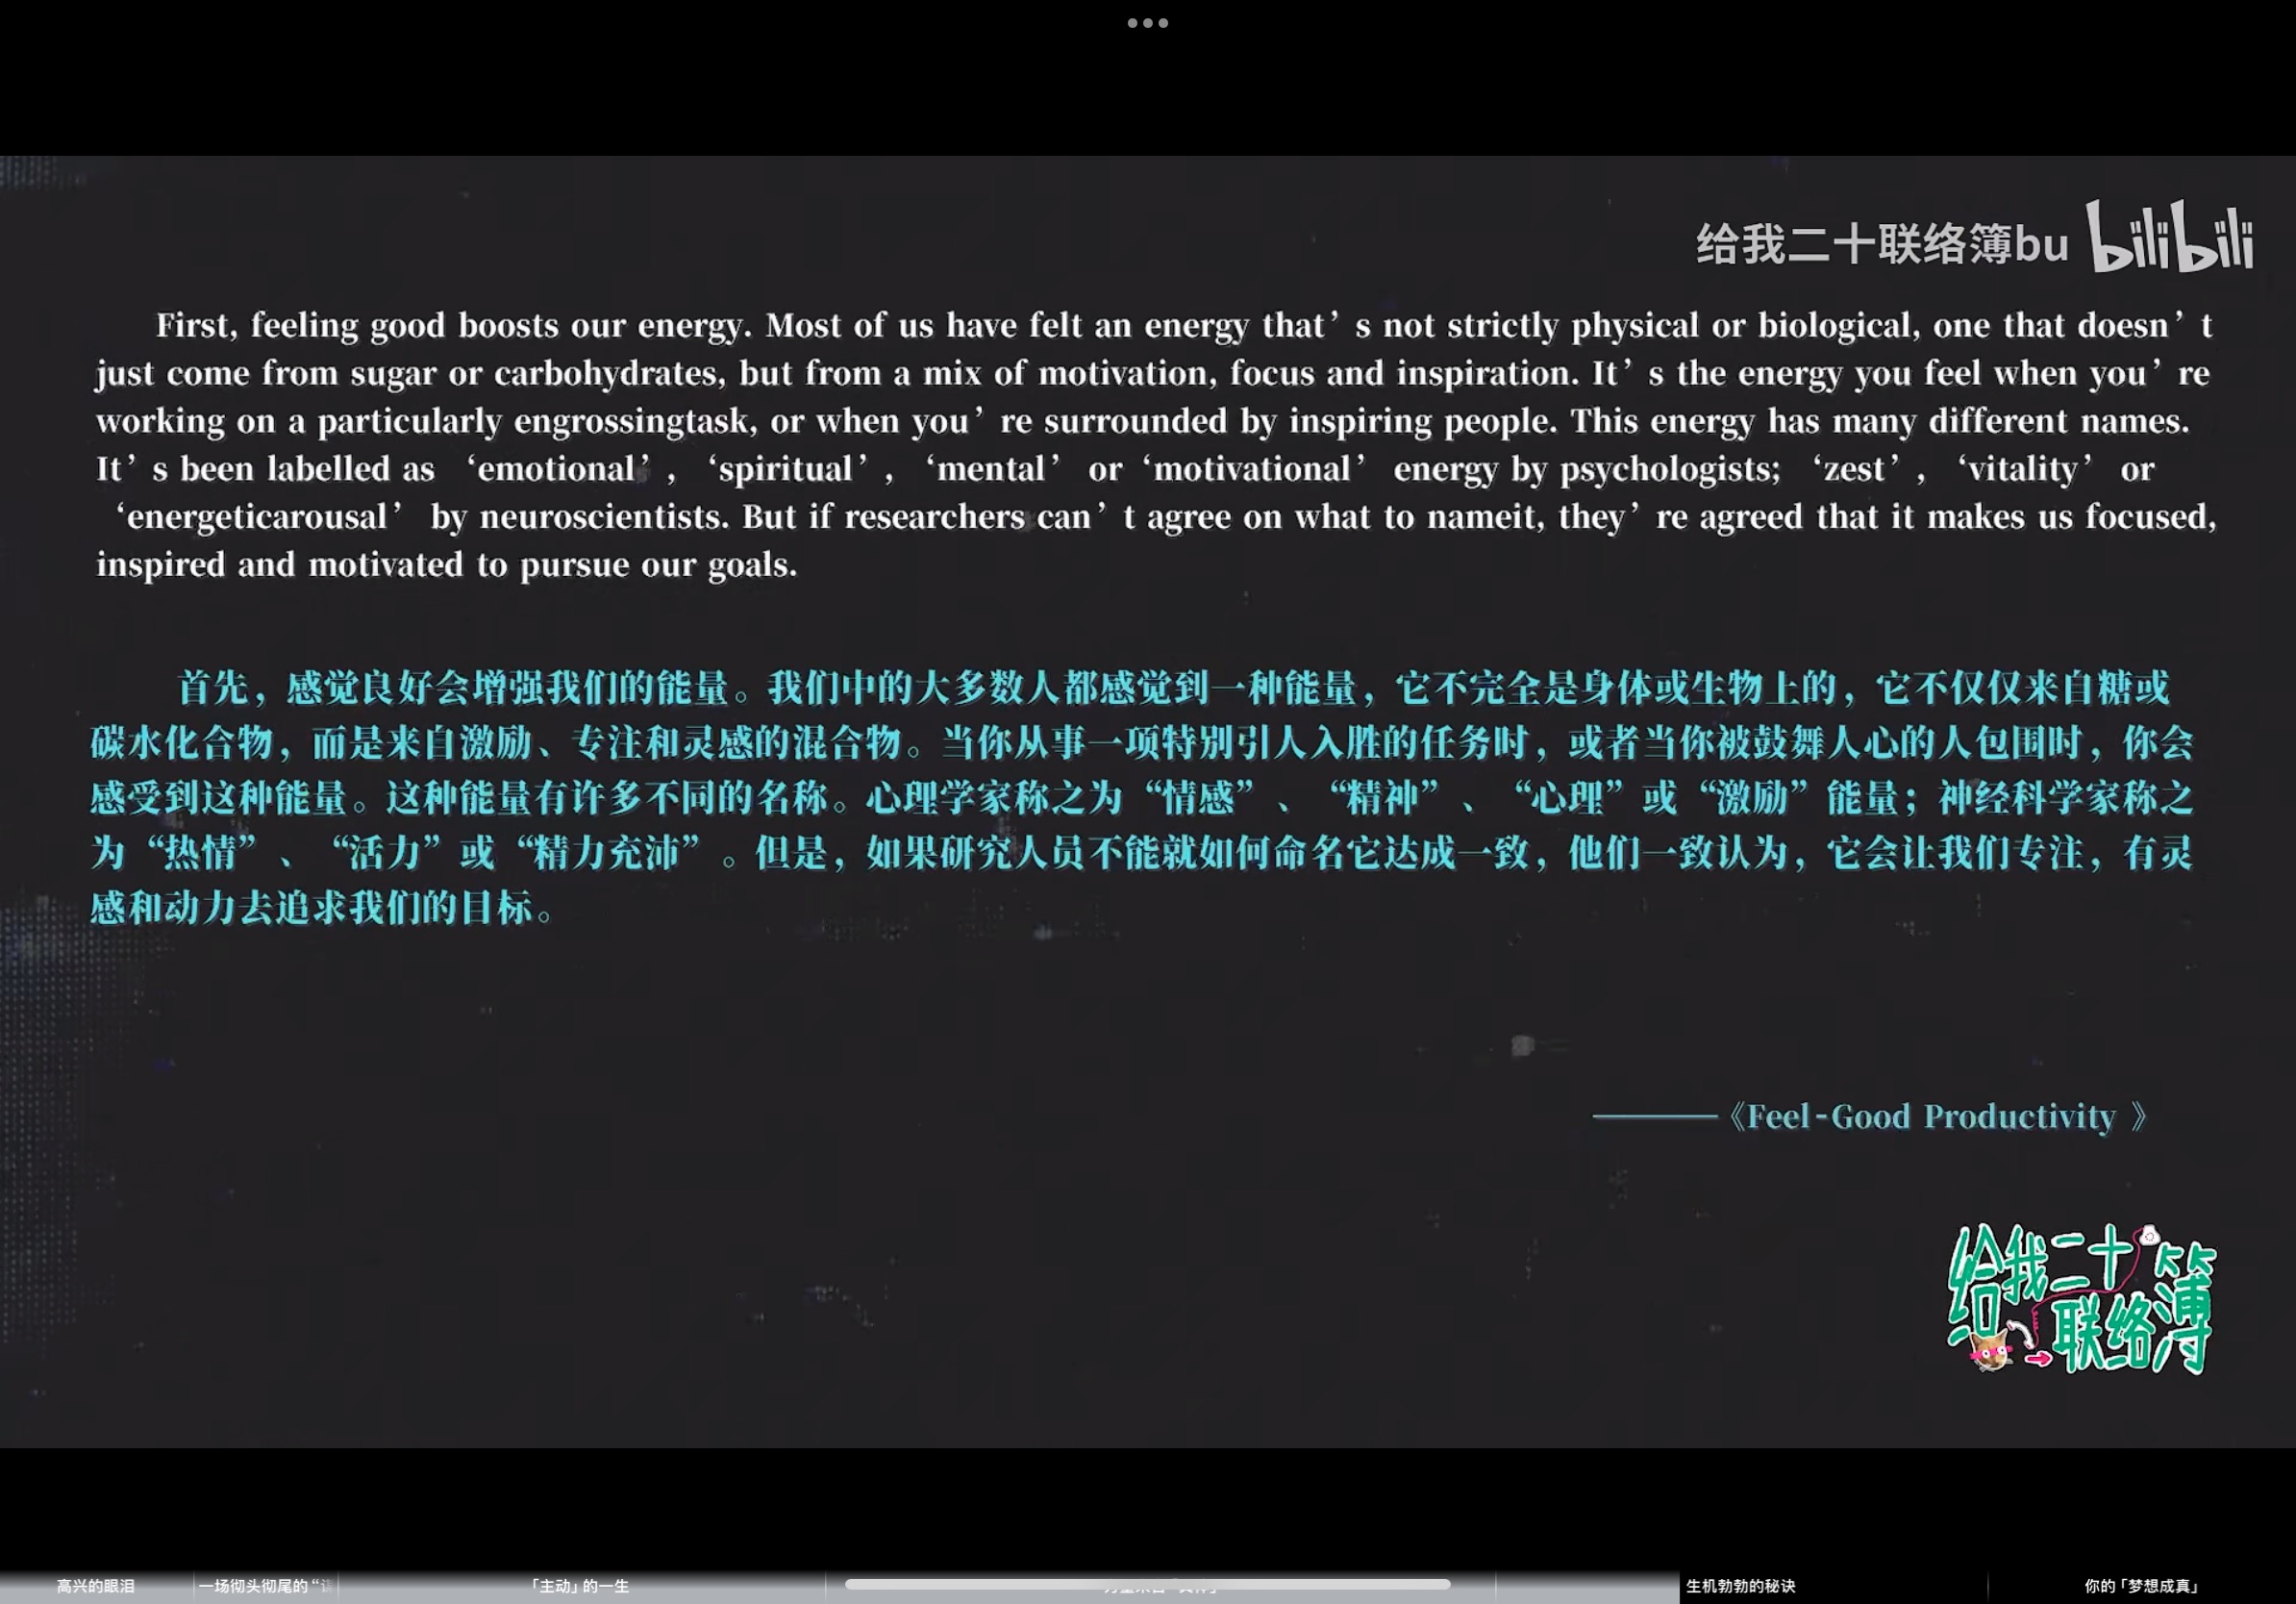 给我二十联络簿bu bilibili
First, feeling good boosts our energy. Most of us have felt an energy that’s not strictly physical or biological, one that doesn’t
just come from sugar or carbohydrates, but from a mix of motivation, focus and inspiration. It’s the energy you feel when you’re
working on a particularly engrossingtask, or when you’re surrounded by inspiring people. This energy has many different names.
It’s been labelled as ‘emotional’, ‘spiritual’, ‘mental’ or ‘motivational’ energy by psychologists; ‘zest’, ‘vitality’ or
‘energeticarousal’ by neuroscientists. But if researchers can’t agree on what to nameit, they’re agreed that it makes us focused,
inspired and motivated to pursue our goals.
首先，感觉良好会增强我们的能量。我们中的大多数人都感觉到一种能量，它不完全是身体或生物上的，它不仅仅来自糖或
碳水化合物，而是来自激励、专注和灵感的混合物。当你从事一项特别引人入胜的任务时，或者当你被鼓舞人心的人包围时，你会
感受到这种能量。这种能量有许多不同的名称。心理学家称之为“情感”、“精神”、“心理”或“激励”能量；神经科学家称之
为“热情”、“活力”或“精力充沛”。但是，如果研究人员不能就如何命名它达成一致，他们一致认为，它会让我们专注，有灵
感和动力去追求我们的目标。
———《Feel-Good Productivity 》
给我二十
联络簿
高兴的眼泪 一场彻头彻尾的“ 「主动」的一生 生机勃勃的秘诀 你的「梦想成真」